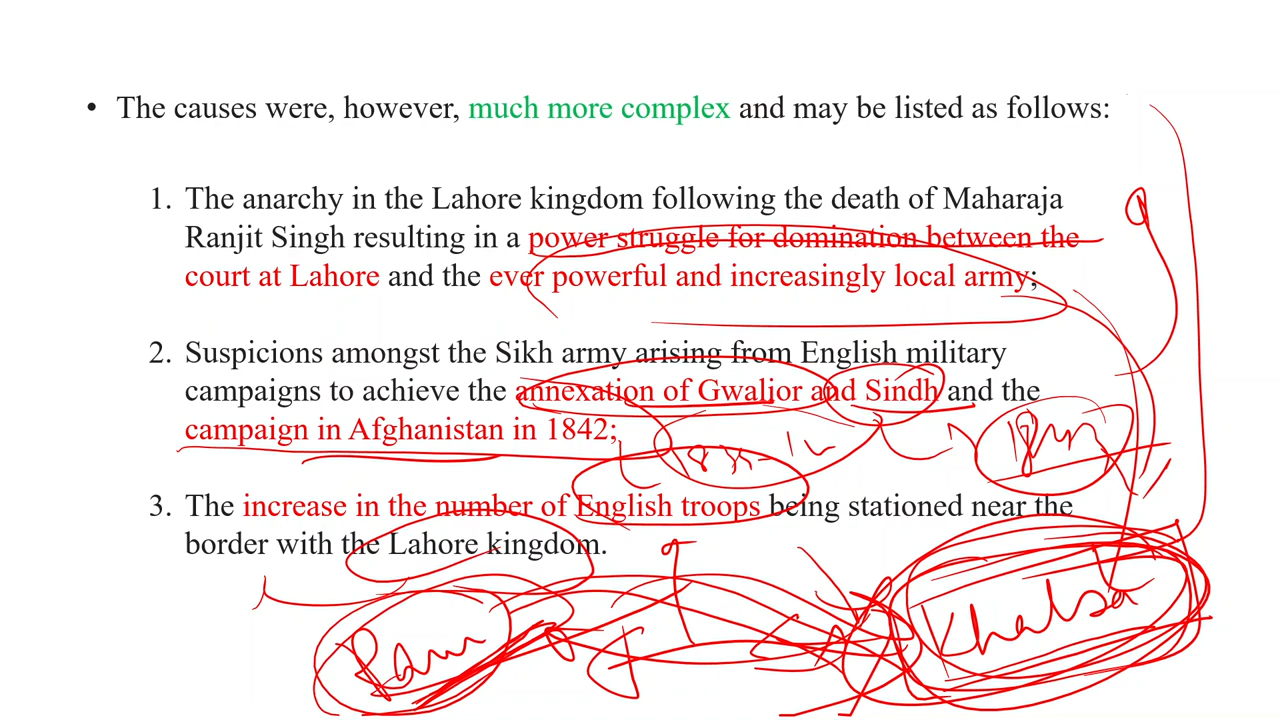 • The causes were, however, much more complex and may be listed as follows:
1. The anarchy in the Lahore kingdom following the death of Maharaja
Ranjit Singh resulting in a power struggle for domination between the
court at Lahore and the ever powerful and increasingly local army;
2. Suspicions amongst the Sikh army arising from English military
campaigns to achieve the annexation of Gwalior and Sindh and the
campaign in Afghanistan in 1842;
3. The increase in the number of English troops being stationed near the
border with the Lahore kingdom.
Khalsa